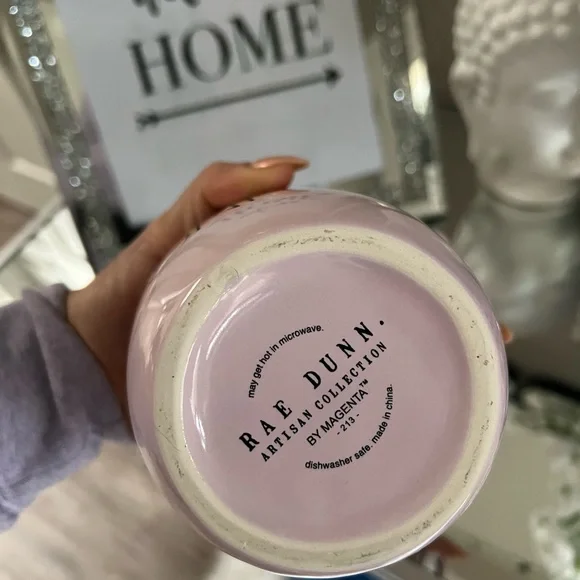 HOME
may get hot in microwave.
RAE DUNN.
ARTISAN COLLECTION
BY MAGENTA™
- 213 -
dishwasher safe. made in china.